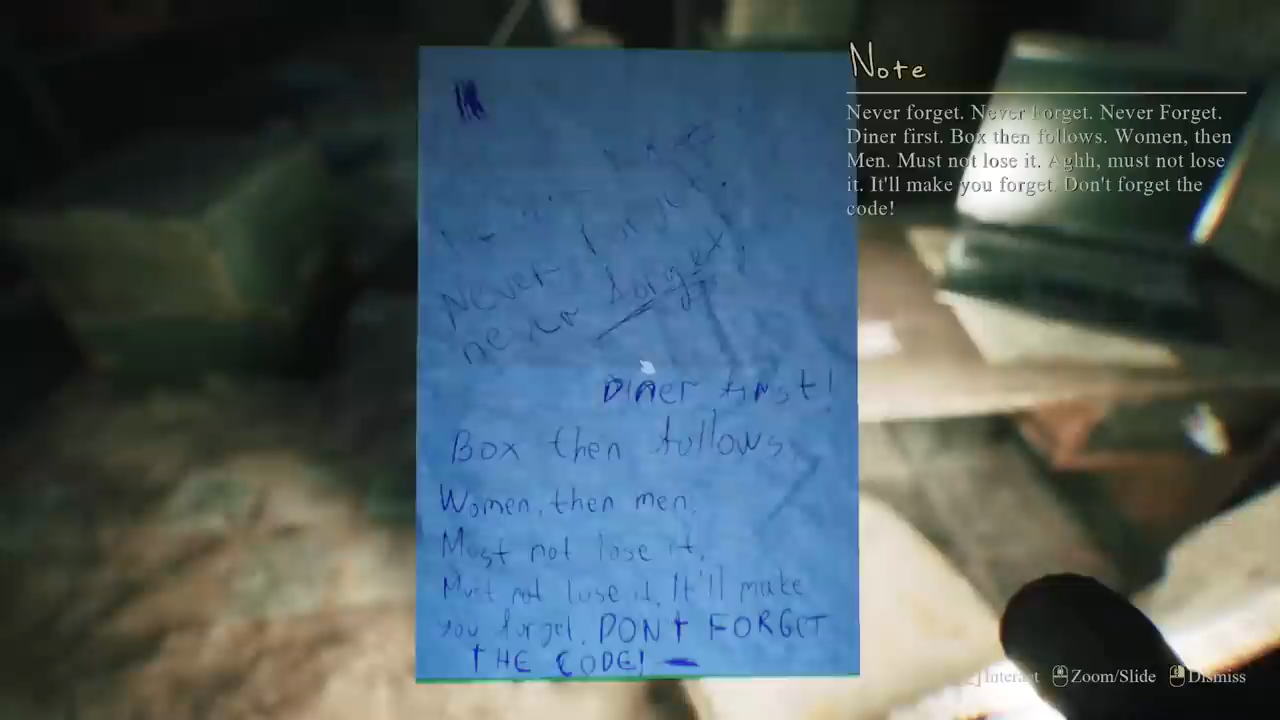 Note
Never forget. Never Forget. Never Forget.
Diner first. Box then follows. Women, then
Men. Must not lose it. Aghh, must not lose
it. It'll make you forget. Don't forget the
code!
Never
never forget!
Diner first!
Box then follows.
Women, then men.
Must not lose it.
Must not lose it. It'll make
you forget. DONt FORGET
tHE CODE!
Interact Zoom/Slide Dismiss